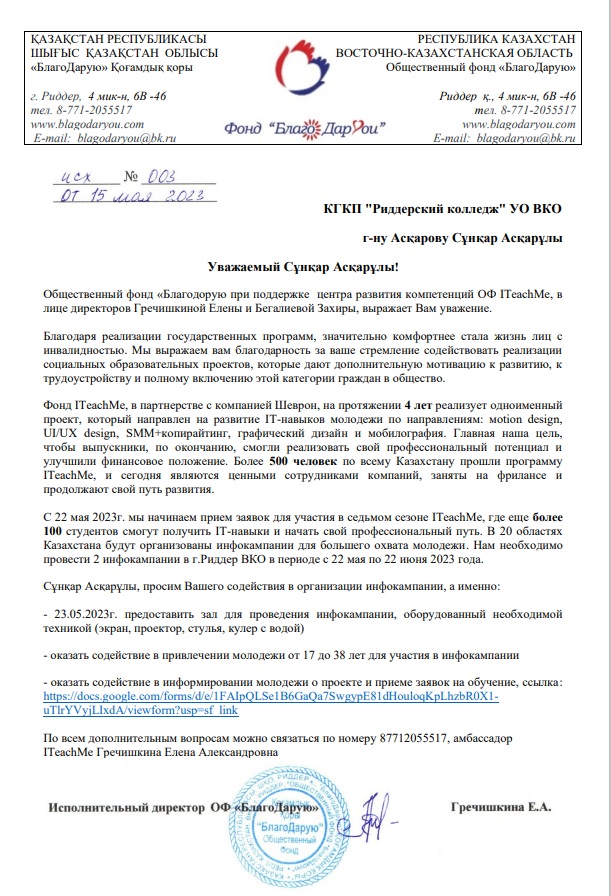 ҚАЗАҚСТАН РЕСПУБЛИКАСЫ
ШЫҒЫС ҚАЗАҚСТАН ОБЛЫСЫ
«БлагоДарую» Қоғамдық қоры
г. Риддер, 4 мик-н, 6В -46
тел. 8-771-2055517
www.blagodaryou.com
E-mail: blagodaryou@bk.ru
Фонд "БлагоДарУои"
РЕСПУБЛИКА КАЗАХСТАН
ВОСТОЧНО-КАЗАХСТАНСКАЯ ОБЛАСТЬ
Общественный фонд «БлагоДарую»
Риддер қ., 4 мик-н, 6В -46
тел. 8-771-2055517
www.blagodaryou.com
E-mail: blagodaryou@bk.ru
исх № 003
от 15 мая 2023
КГКП "Риддерский колледж" УО ВКО
г-ну Асқарову Сұнқар Асқарұлы
Уважаемый Сұнқар Асқарұлы!
Общественный фонд «Благодорую при поддержке центра развития компетенций ОФ ITeachMe, в
лице директоров Гречишкиной Елены и Бегалиевой Захиры, выражает Вам уважение.
Благодаря реализации государственных программ, значительно комфортнее стала жизнь лиц с
инвалидностью. Мы выражаем вам благодарность за ваше стремление содействовать реализации
социальных образовательных проектов, которые дают дополнительную мотивацию к развитию, к
трудоустройству и полному включению этой категории граждан в общество.
Фонд ITeachMe, в партнерстве с компанией Шеврон, на протяжении 4 лет реализует одноименный
проект, который направлен на развитие IT-навыков молодежи по направлениям: motion design,
UI/UX design, SMM+копирайтинг, графический дизайн и мобилография. Главная наша цель,
чтобы выпускники, по окончанию, смогли реализовать свой профессиональный потенциал и
улучшили финансовое положение. Более 500 человек по всему Казахстану прошли программу
ITeachMe, и сегодня являются ценными сотрудниками компаний, заняты на фрилансе и
продолжают свой путь развития.
С 22 мая 2023г. мы начинаем прием заявок для участия в седьмом сезоне ITeachMe, где еще более
100 студентов смогут получить IT-навыки и начать свой профессиональный путь. В 20 областях
Казахстана будут организованы инфокампании для большего охвата молодежи. Нам необходимо
провести 2 инфокампании в г.Риддер ВКО в периоде с 22 мая по 22 июня 2023 года.
Сұнқар Асқарұлы, просим Вашего содействия в организации инфокампании, а именно:
- 23.05.2023г. предоставить зал для проведения инфокампании, оборудованный необходимой
техникой (экран, проектор, стулья, кулер с водой)
- оказать содействие в привлечении молодежи от 17 до 38 лет для участия в инфокампании
- оказать содействие в информировании молодежи о проекте и приеме заявок на обучение, ссылка:
https://docs.google.com/forms/d/e/1FAIpQLSe1B6GaQa7SwgypE81dHouloqKpLhzbR0X1-
uTlrYVyjLIxdA/viewform?usp=sf_link
По всем дополнительным вопросам можно связаться по номеру 87712055517, амбассадор
ITeachMe Гречишкина Елена Александровна
Исполнительный директор ОФ «БлагоДарую»
Гречишкина Е.А.
Қоғамдық
Қоры
"БлагоДарую"
Общественный
Фонд